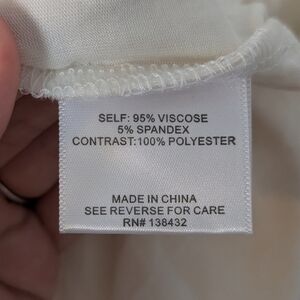 SELF: 95% VISCOSE
5% SPANDEX
CONTRAST:100% POLYESTER
MADE IN CHINA
SEE REVERSE FOR CARE
RN# 138432